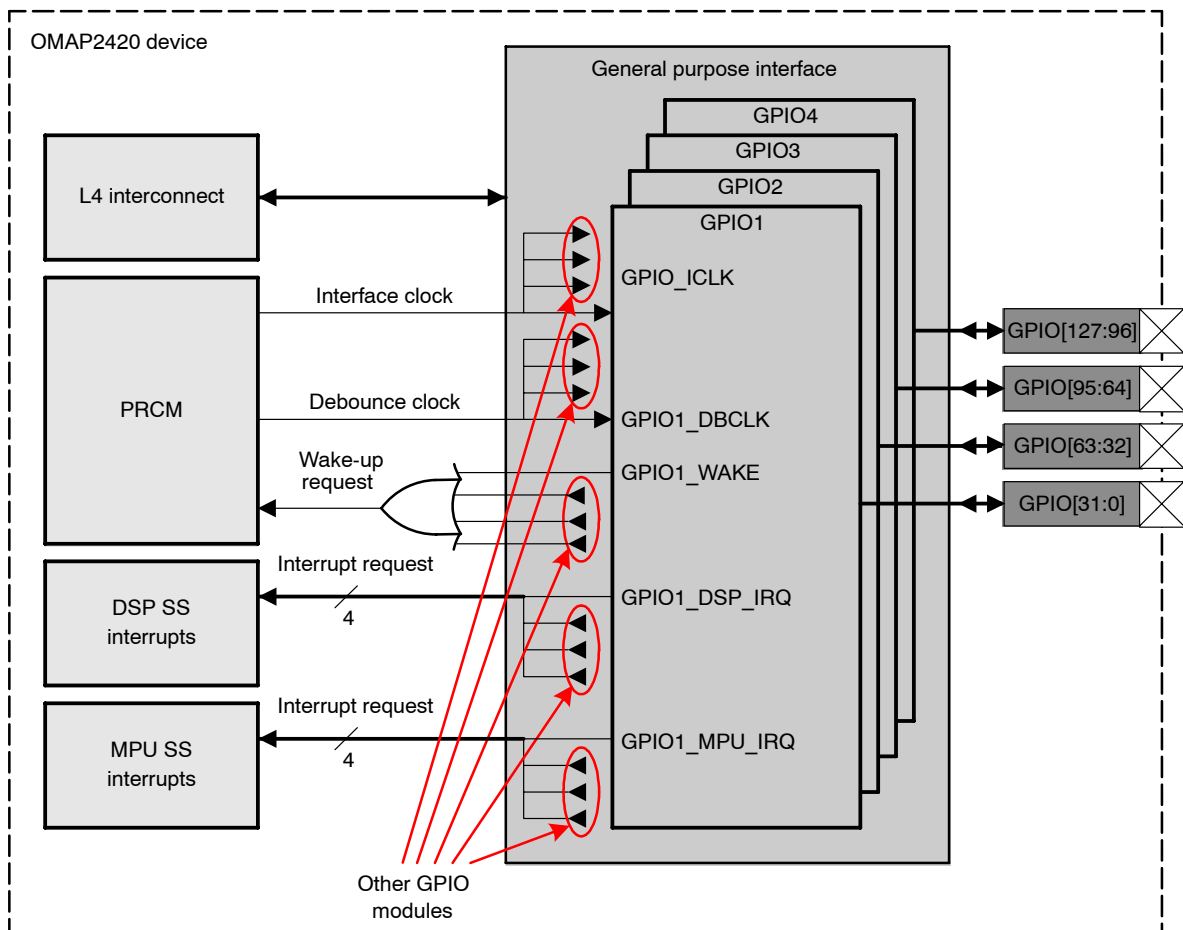 OMAP2420 device
General purpose interface
GPIO4
GPIO3
GPIO2
GPIO1
L4 interconnect
GPIO_ICLK
Interface clock
PRCM
Debounce clock
GPIO1_DBCLK
Wake-up
request
GPIO1_WAKE
GPIO[127:96]
GPIO[95:64]
GPIO[63:32]
GPIO[31:0]
DSP SS
interrupts
Interrupt request
4
GPIO1_DSP_IRQ
MPU SS
interrupts
Interrupt request
4
GPIO1_MPU_IRQ
Other GPIO
modules